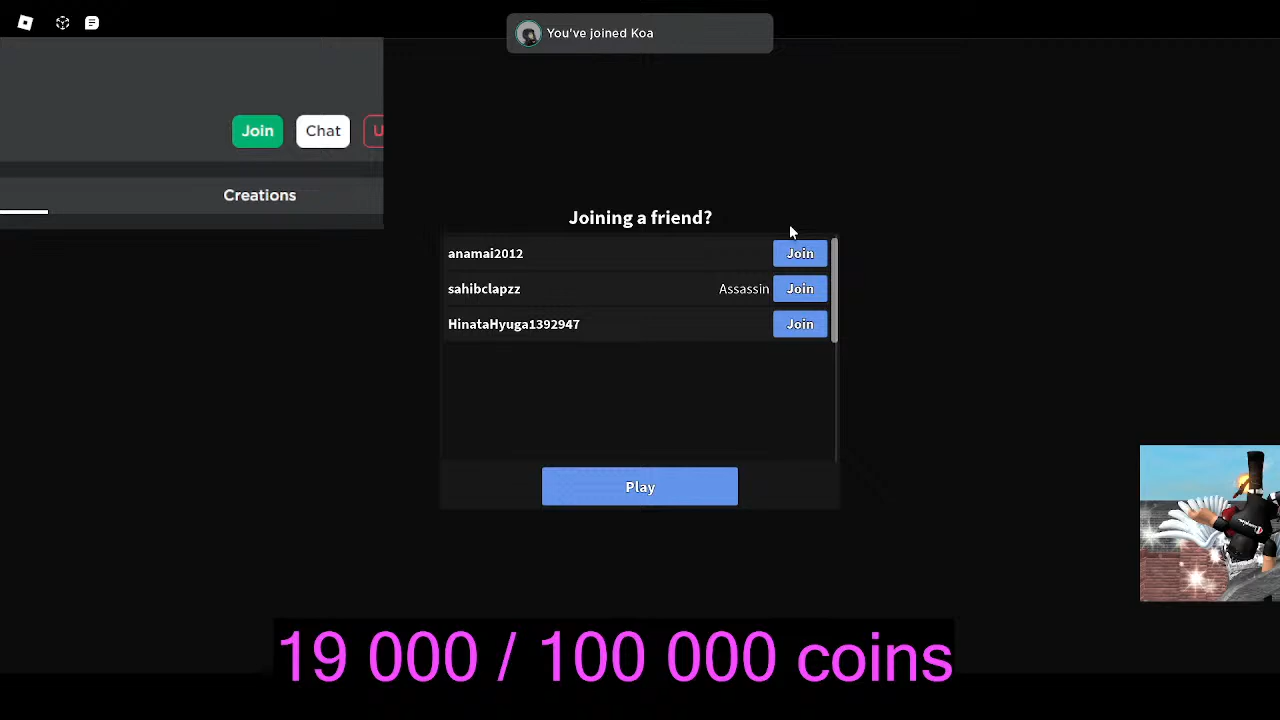 You've joined Koa
Join Chat U
Creations
Joining a friend?
anamai2012 Join
sahibclapzz Assassin Join
HinataHyuga1392947 Join
Play
19 000 / 100 000 coins